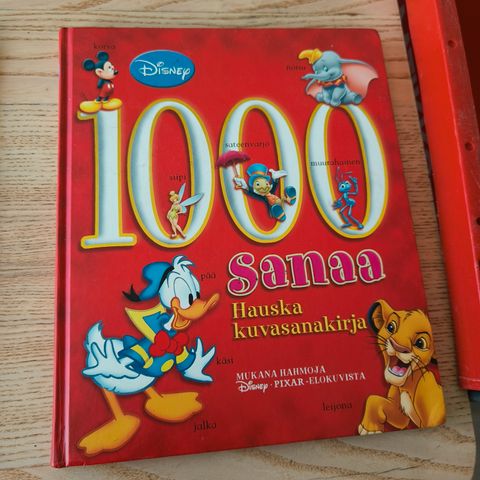 korva
Disney
norsu
1000
sateenvarjo
muurahainen
siipi
sanaa
pää
Hauska
kuvasanakirja
käsi
MUKANA HAHMOJA
Disney • PIXAR -ELOKUVISTA
leijona
jalka